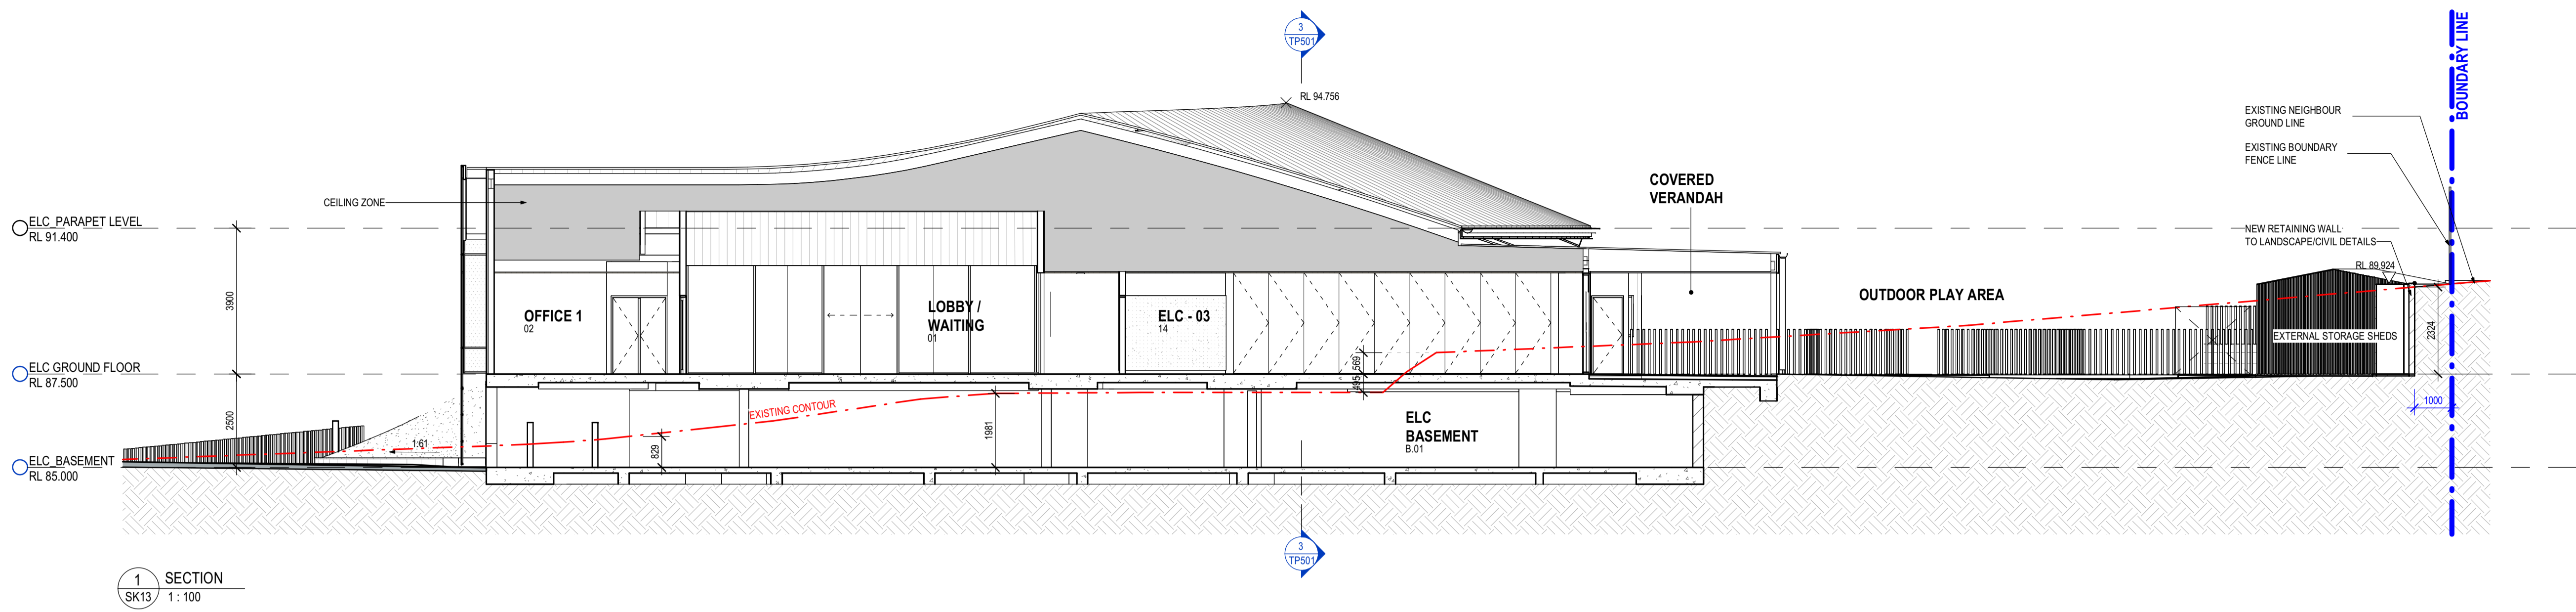 3
TP501
BOUNDARY LINE
RL 94.756
EXISTING NEIGHBOUR
GROUND LINE
EXISTING BOUNDARY
FENCE LINE
COVERED
VERANDAH
CEILING ZONE
ELC_PARAPET LEVEL
RL 91.400
NEW RETAINING WALL
TO LANDSCAPE/CIVIL DETAILS
RL 89.924
3900
OUTDOOR PLAY AREA
OFFICE 1
02
LOBBY /
WAITING
01
ELC - 03
14
EXTERNAL STORAGE SHEDS
2324
ELC GROUND FLOOR
RL 87.500
569
495
1000
2500
EXISTING CONTOUR
ELC
BASEMENT
B.01
1:61
829
1981
ELC_BASEMENT
RL 85.000
3
TP501
1
SK13
SECTION
1 : 100